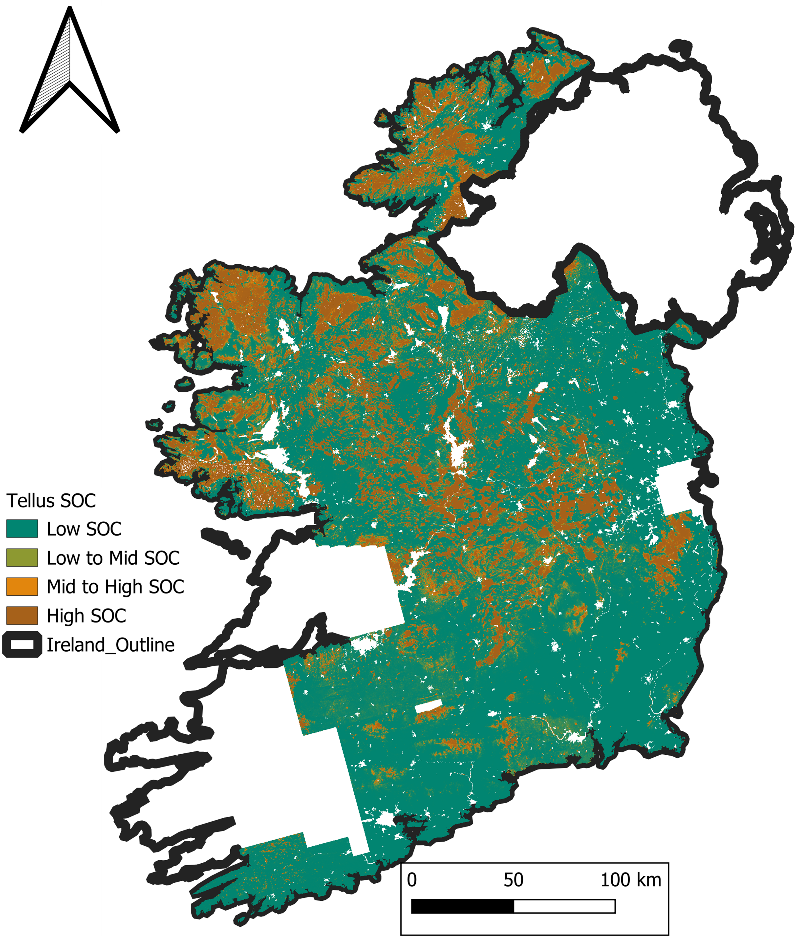 Tellus SOC
Low SOC
Low to Mid SOC
Mid to High SOC
High SOC
Ireland_Outline
0 50 100 km